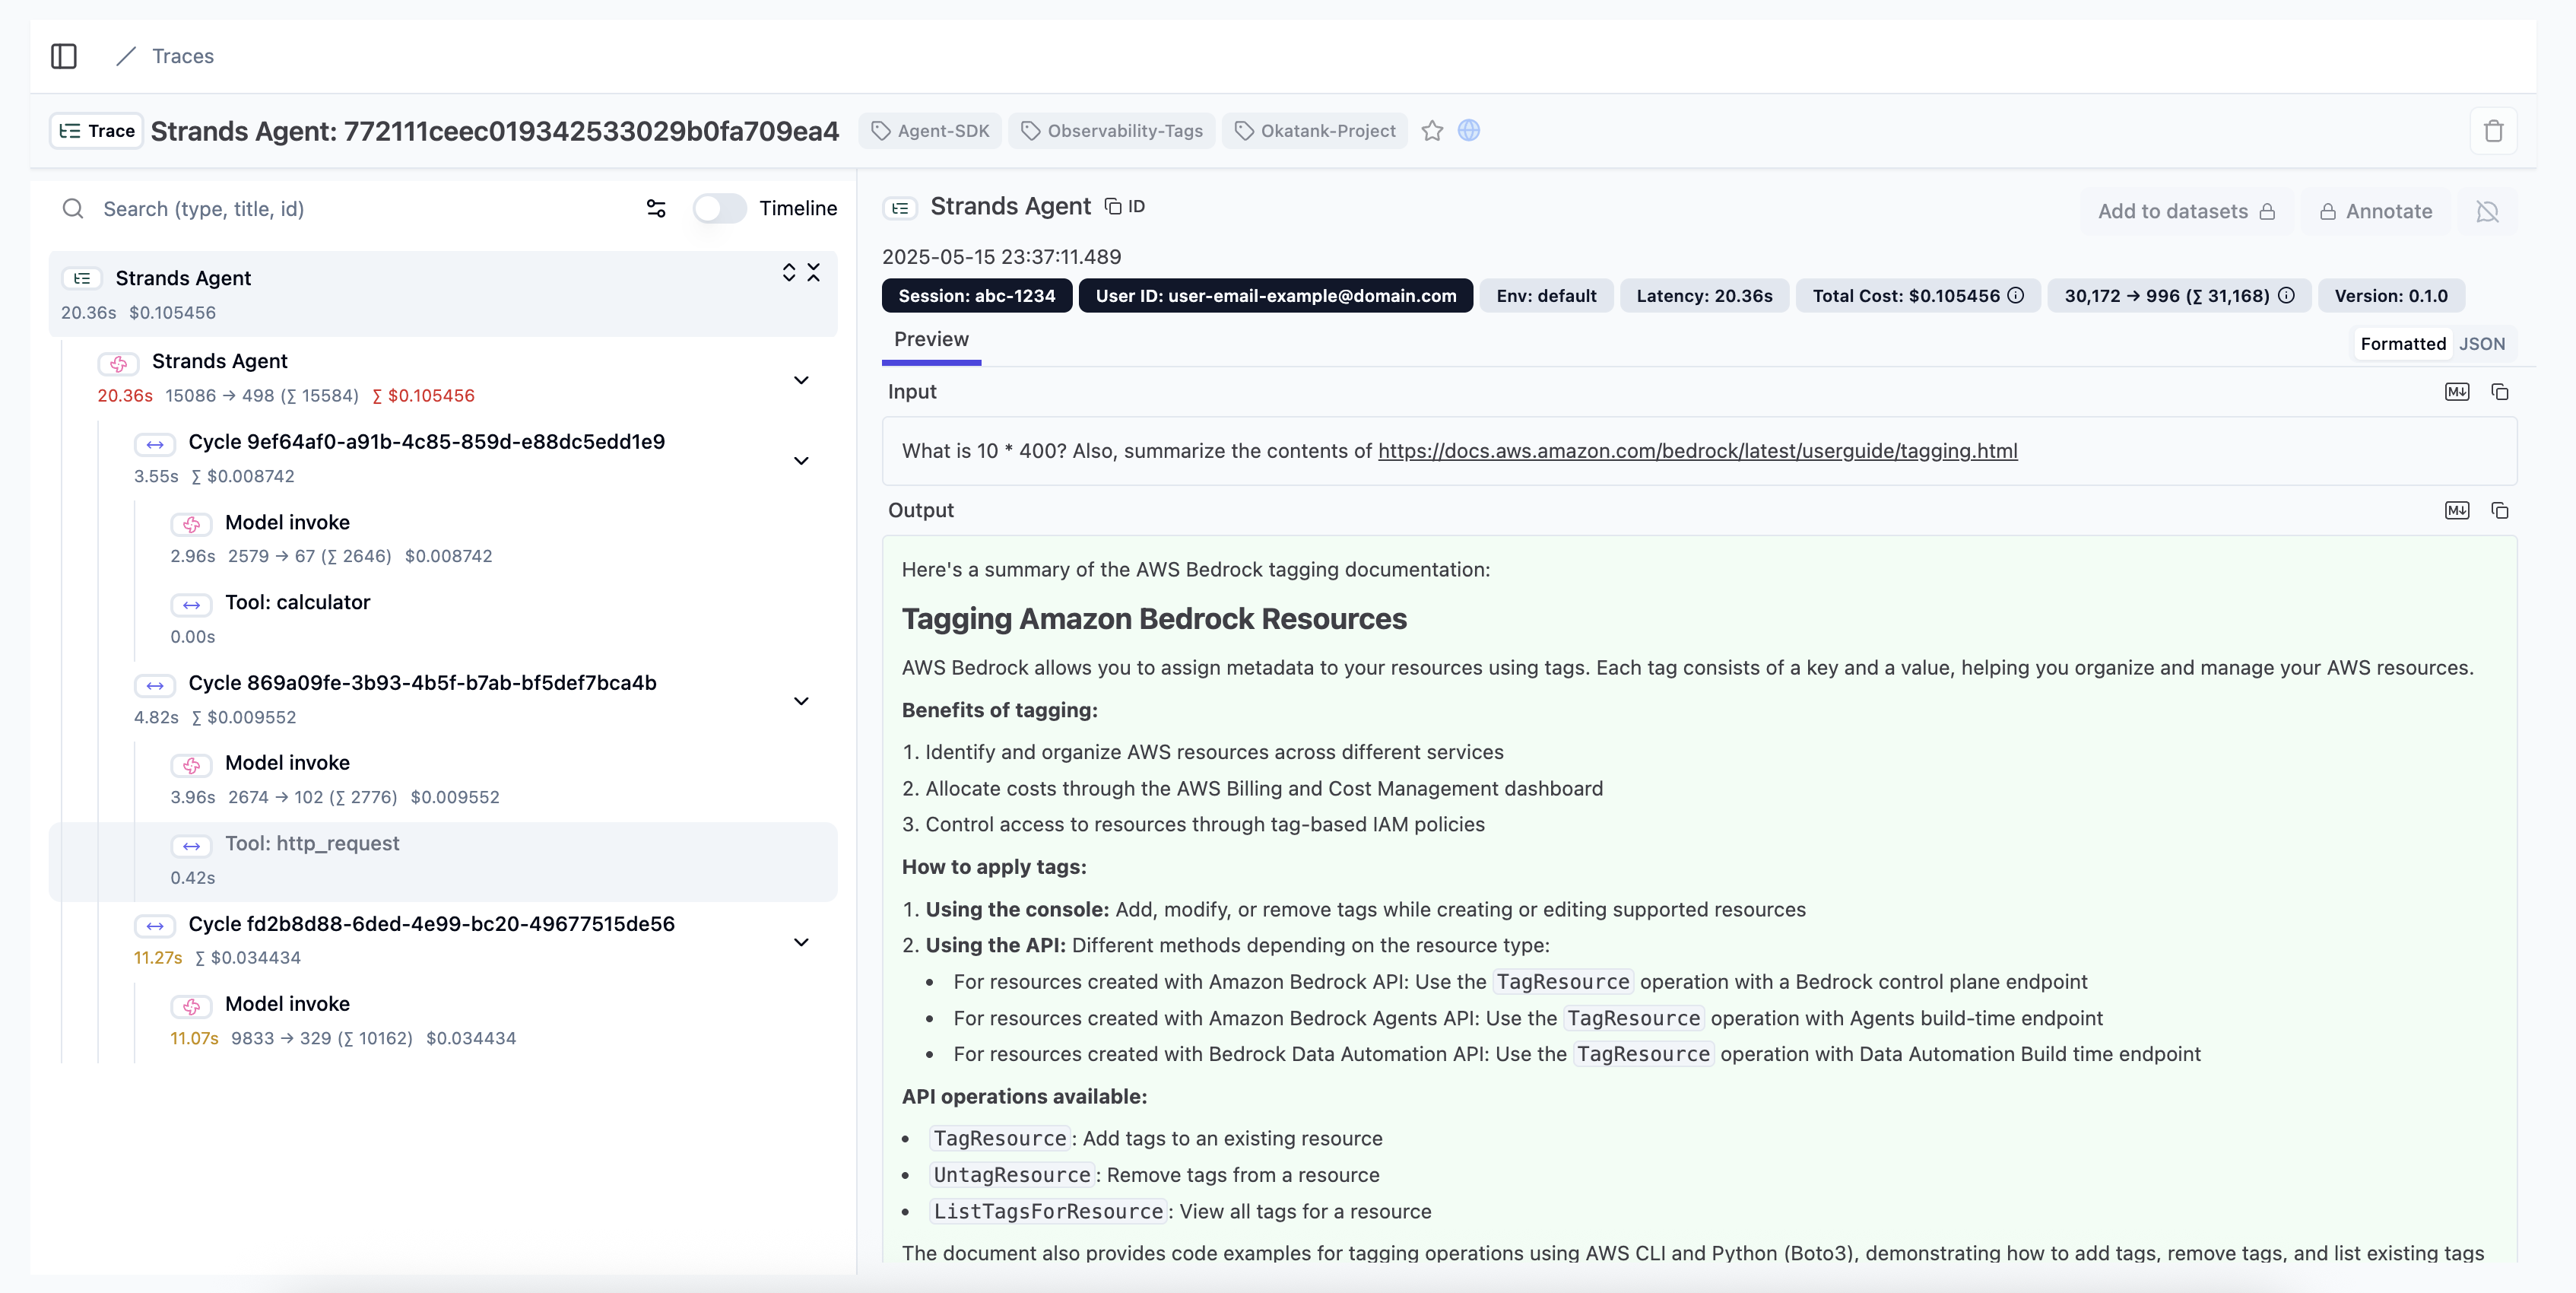 Traces
Trace Strands Agent: 772111ceec019342533029b0fa709ea4 Agent-SDK Observability-Tags Okatank-Project
Search (type, title, id) Timeline
Strands Agent
20.36s $0.105456
Strands Agent
20.36s 15086 → 498 (∑ 15584) ∑ $0.105456
Cycle 9ef64af0-a91b-4c85-859d-e88dc5edd1e9
3.55s ∑ $0.008742
Model invoke
2.96s 2579 → 67 (∑ 2646) $0.008742
Tool: calculator
0.00s
Cycle 869a09fe-3b93-4b5f-b7ab-bf5def7bca4b
4.82s ∑ $0.009552
Model invoke
3.96s 2674 → 102 (∑ 2776) $0.009552
Tool: http_request
0.42s
Cycle fd2b8d88-6ded-4e99-bc20-49677515de56
11.27s ∑ $0.034434
Model invoke
11.07s 9833 → 329 (∑ 10162) $0.034434
Strands Agent ID
Add to datasets Annotate
2025-05-15 23:37:11.489
Session: abc-1234 User ID: user-email-example@domain.com Env: default Latency: 20.36s Total Cost: $0.105456 30,172 → 996 (∑ 31,168) Version: 0.1.0
Preview
Formatted JSON
Input
What is 10 * 400? Also, summarize the contents of https://docs.aws.amazon.com/bedrock/latest/userguide/tagging.html
Output
Here's a summary of the AWS Bedrock tagging documentation:
Tagging Amazon Bedrock Resources
AWS Bedrock allows you to assign metadata to your resources using tags. Each tag consists of a key and a value, helping you organize and manage your AWS resources.
Benefits of tagging:
1. Identify and organize AWS resources across different services
2. Allocate costs through the AWS Billing and Cost Management dashboard
3. Control access to resources through tag-based IAM policies
How to apply tags:
1. Using the console: Add, modify, or remove tags while creating or editing supported resources
2. Using the API: Different methods depending on the resource type:
• For resources created with Amazon Bedrock API: Use the TagResource operation with a Bedrock control plane endpoint
• For resources created with Amazon Bedrock Agents API: Use the TagResource operation with Agents build-time endpoint
• For resources created with Bedrock Data Automation API: Use the TagResource operation with Data Automation Build time endpoint
API operations available:
• TagResource: Add tags to an existing resource
• UntagResource: Remove tags from a resource
• ListTagsForResource: View all tags for a resource
The document also provides code examples for tagging operations using AWS CLI and Python (Boto3), demonstrating how to add tags, remove tags, and list existing tags